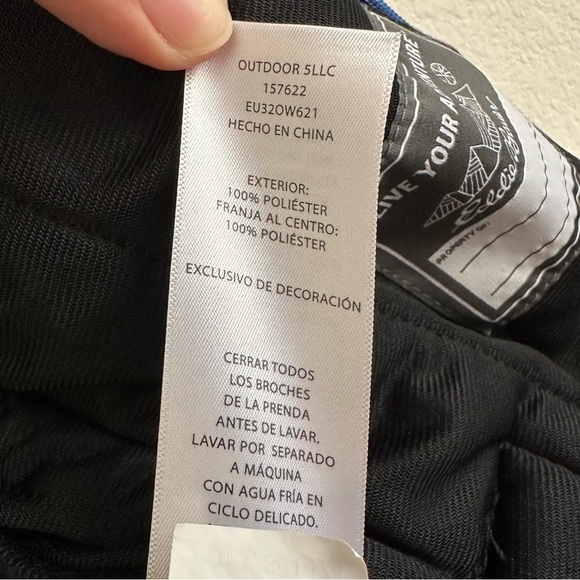 OUTDOOR 5LLC
157622
EU32OW621
HECHO EN CHINA
EXTERIOR:
100% POLIÉSTER
FRANJA AL CENTRO:
100% POLIÉSTER
EXCLUSIVO DE DECORACIÓN
CERRAR TODOS
LOS BROCHES
DE LA PRENDA
ANTES DE LAVAR.
LAVAR POR SEPARADO
A MÁQUINA
CON AGUA FRÍA EN
CICLO DELICADO.
LIVE YOUR ADVENTURE
Eddie Bauer
PROPERTY OF: